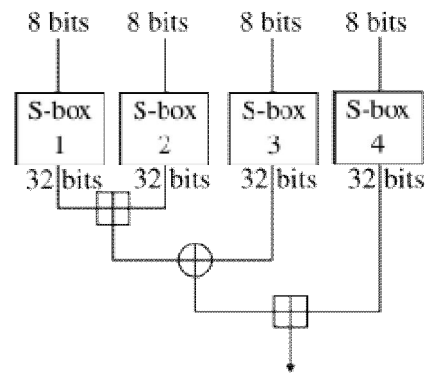 8 bits 8 bits 8 bits 8 bits
S-box S-box S-box S-box
1 2 3 4
32 bits 32 bits 32 bits 32 bits